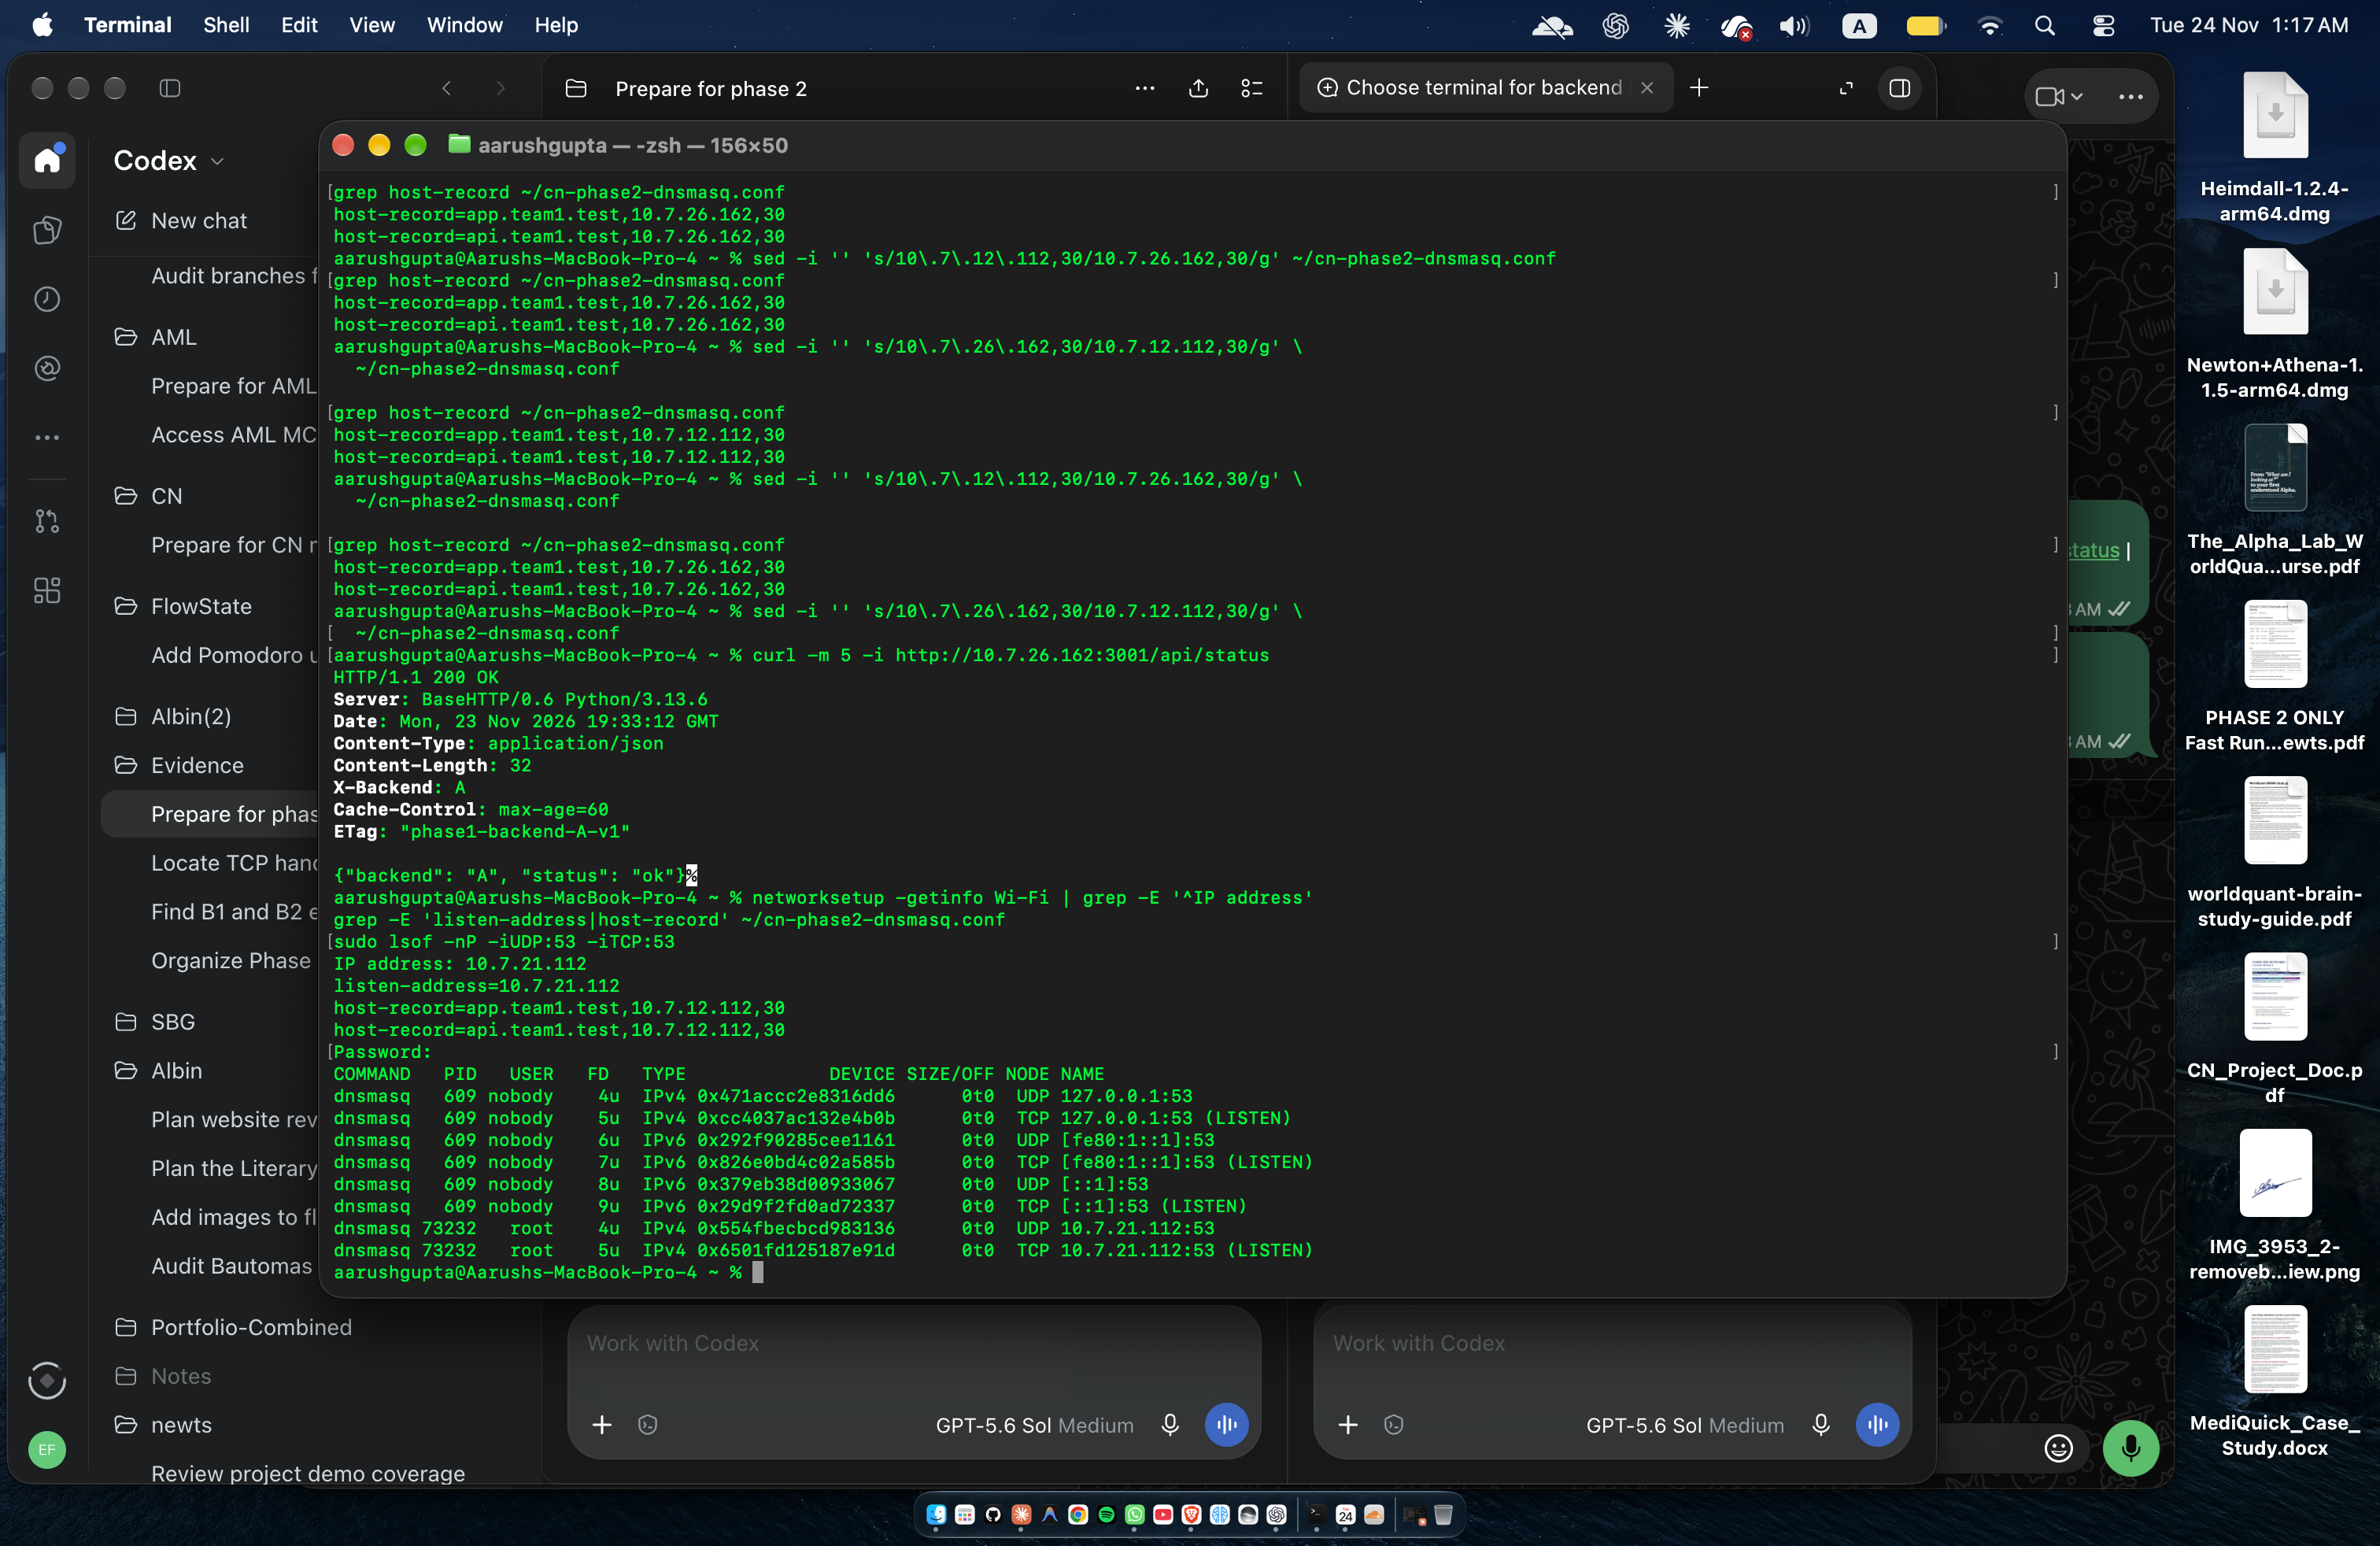 Terminal Shell Edit View Window Help
A
Tue 24 Nov 1:17 AM
Prepare for phase 2
Choose terminal for backend
Codex
New chat
Audit branches f
AML
Prepare for AML
Access AML MC
CN
Prepare for CN r
FlowState
Add Pomodoro u
Albin(2)
Evidence
Prepare for phas
Locate TCP hand
Find B1 and B2 e
Organize Phase
SBG
Albin
Plan website rev
Plan the Literary
Add images to fl
Audit Bautomas
Portfolio-Combined
Notes
newts
Review project demo coverage
EF
aarushgupta — -zsh — 156×50
[grep host-record ~/cn-phase2-dnsmasq.conf ]
host-record=app.team1.test,10.7.26.162,30
host-record=api.team1.test,10.7.26.162,30
aarushgupta@Aarushs-MacBook-Pro-4 ~ % sed -i '' 's/10\.7\.12\.112,30/10.7.26.162,30/g' ~/cn-phase2-dnsmasq.conf
[grep host-record ~/cn-phase2-dnsmasq.conf ]
host-record=app.team1.test,10.7.26.162,30
host-record=api.team1.test,10.7.26.162,30
aarushgupta@Aarushs-MacBook-Pro-4 ~ % sed -i '' 's/10\.7\.26\.162,30/10.7.12.112,30/g' \
~/cn-phase2-dnsmasq.conf
[grep host-record ~/cn-phase2-dnsmasq.conf ]
host-record=app.team1.test,10.7.12.112,30
host-record=api.team1.test,10.7.12.112,30
aarushgupta@Aarushs-MacBook-Pro-4 ~ % sed -i '' 's/10\.7\.12\.112,30/10.7.26.162,30/g' \
~/cn-phase2-dnsmasq.conf
[grep host-record ~/cn-phase2-dnsmasq.conf ]
host-record=app.team1.test,10.7.26.162,30
host-record=api.team1.test,10.7.26.162,30
aarushgupta@Aarushs-MacBook-Pro-4 ~ % sed -i '' 's/10\.7\.26\.162,30/10.7.12.112,30/g' \
[ ~/cn-phase2-dnsmasq.conf ]
[aarushgupta@Aarushs-MacBook-Pro-4 ~ % curl -m 5 -i http://10.7.26.162:3001/api/status ]
HTTP/1.1 200 OK
Server: BaseHTTP/0.6 Python/3.13.6
Date: Mon, 23 Nov 2026 19:33:12 GMT
Content-Type: application/json
Content-Length: 32
X-Backend: A
Cache-Control: max-age=60
ETag: "phase1-backend-A-v1"
{"backend": "A", "status": "ok"}%
aarushgupta@Aarushs-MacBook-Pro-4 ~ % networksetup -getinfo Wi-Fi | grep -E '^IP address'
grep -E 'listen-address|host-record' ~/cn-phase2-dnsmasq.conf
[sudo lsof -nP -iUDP:53 -iTCP:53 ]
IP address: 10.7.21.112
listen-address=10.7.21.112
host-record=app.team1.test,10.7.12.112,30
host-record=api.team1.test,10.7.12.112,30
[Password: ]
COMMAND PID USER FD TYPE DEVICE SIZE/OFF NODE NAME
dnsmasq 609 nobody 4u IPv4 0x471accc2e8316dd6 0t0 UDP 127.0.0.1:53
dnsmasq 609 nobody 5u IPv4 0xcc4037ac132e4b0b 0t0 TCP 127.0.0.1:53 (LISTEN)
dnsmasq 609 nobody 6u IPv6 0x292f90285cee1161 0t0 UDP [fe80:1::1]:53
dnsmasq 609 nobody 7u IPv6 0x826e0bd4c02a585b 0t0 TCP [fe80:1::1]:53 (LISTEN)
dnsmasq 609 nobody 8u IPv6 0x379eb38d00933067 0t0 UDP [::1]:53
dnsmasq 609 nobody 9u IPv6 0x29d9f2fd0ad72337 0t0 TCP [::1]:53 (LISTEN)
dnsmasq 73232 root 4u IPv4 0x554fbecbcd983136 0t0 UDP 10.7.21.112:53
dnsmasq 73232 root 5u IPv4 0x6501fd125187e91d 0t0 TCP 10.7.21.112:53 (LISTEN)
aarushgupta@Aarushs-MacBook-Pro-4 ~ %
Work with Codex
GPT-5.6 Sol Medium
Work with Codex
GPT-5.6 Sol Medium
tatus |
AM
AM
Heimdall-1.2.4-
arm64.dmg
Newton+Athena-1.
1.5-arm64.dmg
From "What am I
looking at?"
to your first
understood Alpha.
The_Alpha_Lab_W
orldQua...urse.pdf
PHASE 2 ONLY
Fast Run...ewts.pdf
worldquant-brain-
study-guide.pdf
CN_Project_Doc.p
df
IMG_3953_2-
removeb...iew.png
MediQuick_Case_
Study.docx
24